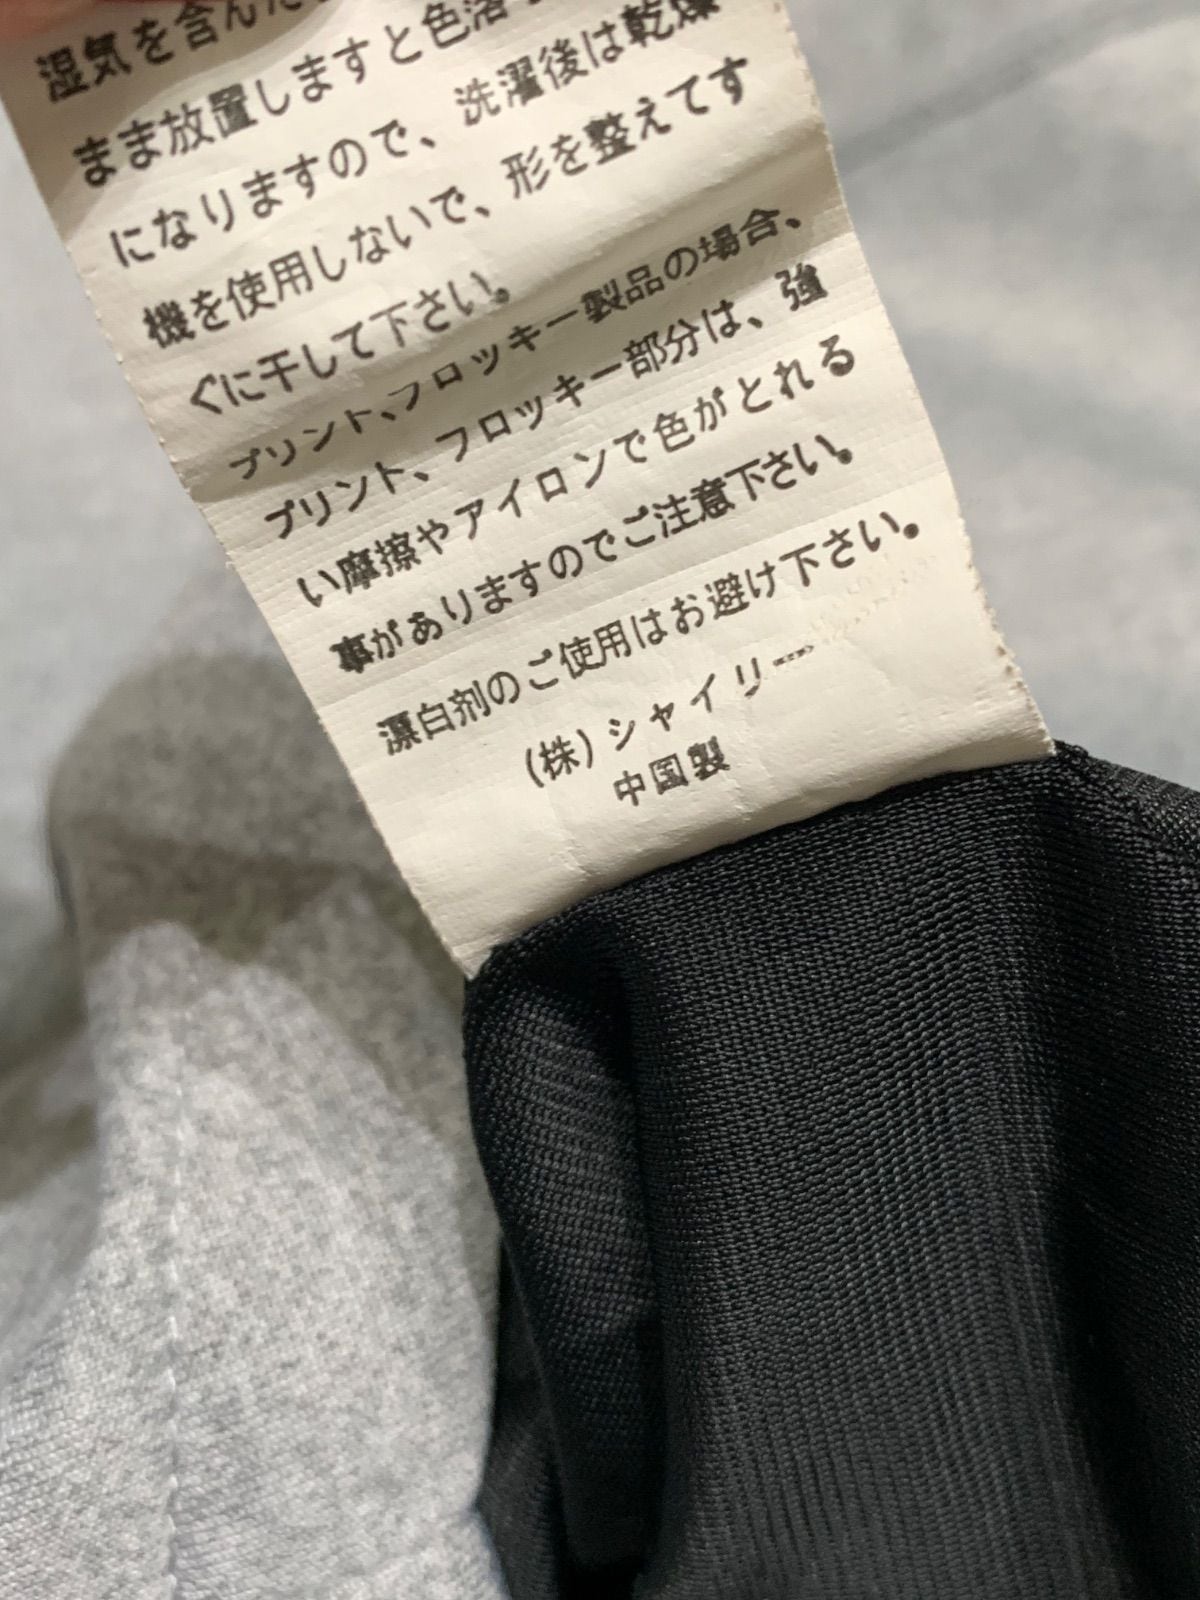 湿気を含んだ
まま放置しますと色落
になりますので、洗濯後は乾燥
機を使用しないで、形を整えてす
ぐに干して下さい。
プリント、フロッキー製品の場合、
プリント、フロッキー部分は、強
い摩擦やアイロンで色がとれる
事がありますのでご注意下さい。
漂白剤のご使用はお避け下さい。
(株)シャイリー
中国製